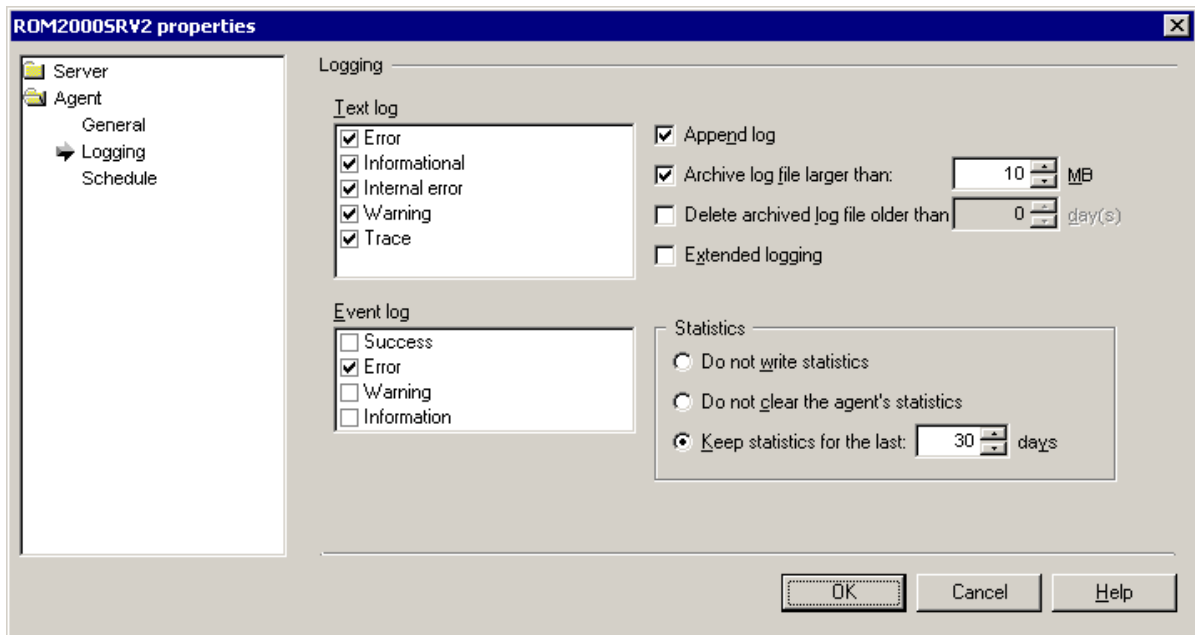 ROM2000SRV2 properties
Server
Agent
General
Logging
Schedule
Logging
Text log
Error
Informational
Internal error
Warning
Trace
Append log
Archive log file larger than: 10 MB
Delete archived log file older than 0 day(s)
Extended logging
Event log
Success
Error
Warning
Information
Statistics
Do not write statistics
Do not clear the agent's statistics
Keep statistics for the last: 30 days
OK Cancel Help